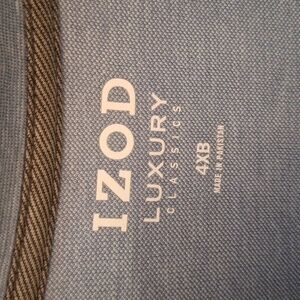 IZOD
LUXURY
CLASSICS
4XB
MADE IN PAKISTAN